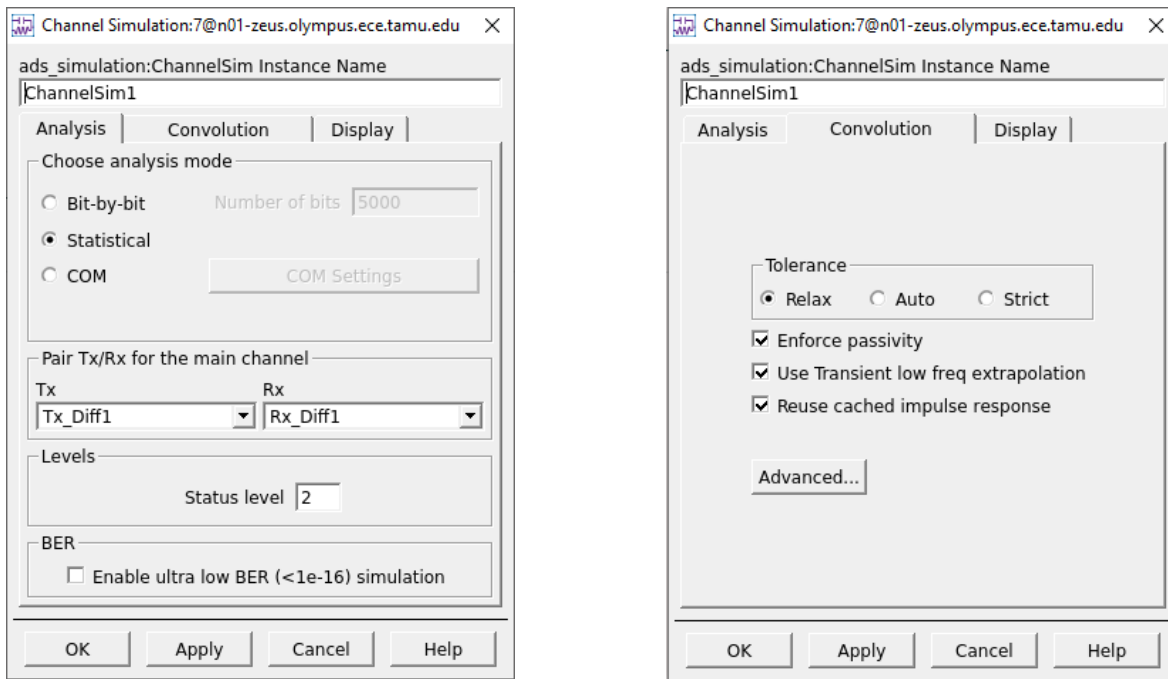 Channel Simulation:7@n01-zeus.olympus.ece.tamu.edu
ads_simulation:ChannelSim Instance Name
ChannelSim1
Analysis Convolution Display
Choose analysis mode
Bit-by-bit Number of bits 5000
Statistical
COM COM Settings
Pair Tx/Rx for the main channel
Tx Rx
Tx_Diff1 Rx_Diff1
Levels
Status level 2
BER
Enable ultra low BER (<1e-16) simulation
OK Apply Cancel Help
Channel Simulation:7@n01-zeus.olympus.ece.tamu.edu
ads_simulation:ChannelSim Instance Name
ChannelSim1
Analysis Convolution Display
Tolerance
Relax Auto Strict
Enforce passivity
Use Transient low freq extrapolation
Reuse cached impulse response
Advanced...
OK Apply Cancel Help